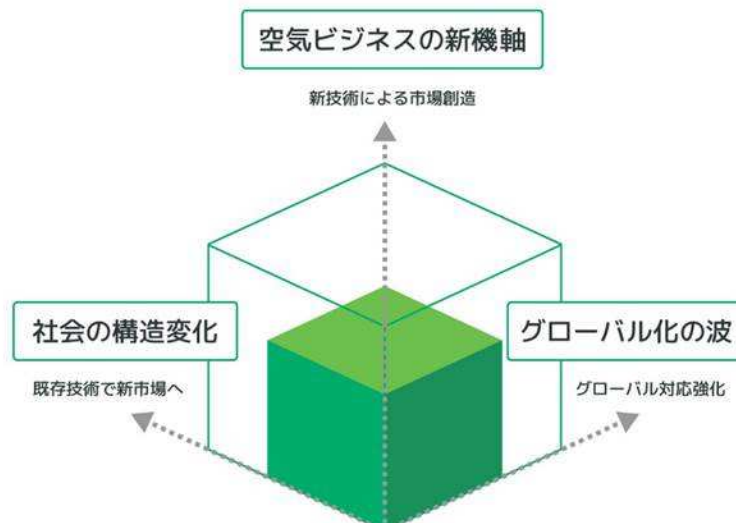 空気ビジネスの新機軸
新技術による市場創造
社会の構造変化
既存技術で新市場へ
グローバル化の波
グローバル対応強化